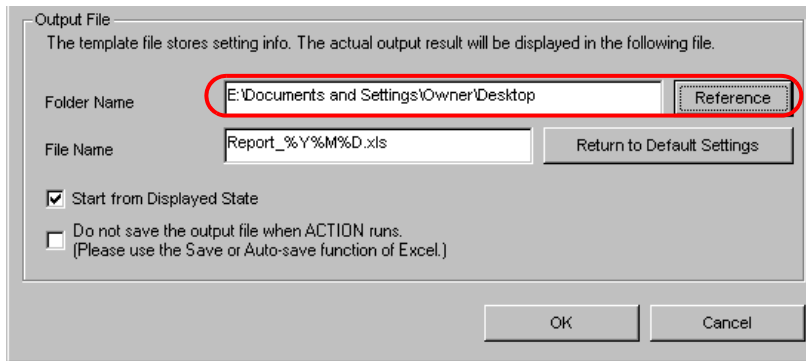 Output File
The template file stores setting info. The actual output result will be displayed in the following file.
Folder Name E:\Documents and Settings\Owner\Desktop Reference
File Name Report_%Y%M%D.xls Return to Default Settings
Start from Displayed State
Do not save the output file when ACTION runs.
(Please use the Save or Auto-save function of Excel.)
OK Cancel